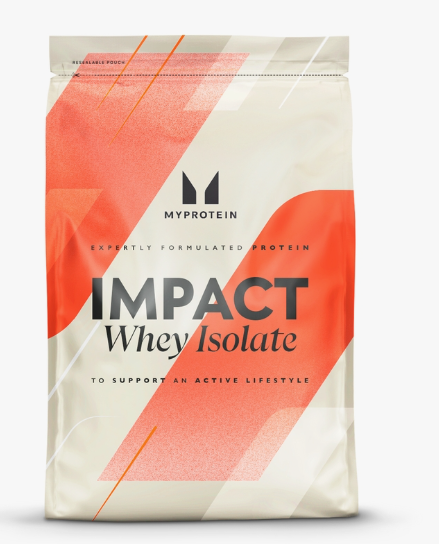 RESEALABLE POUCH
MYPROTEIN
EXPERTLY FORMULATED PROTEIN
IMPACT
Whey Isolate
TO SUPPORT AN ACTIVE LIFESTYLE